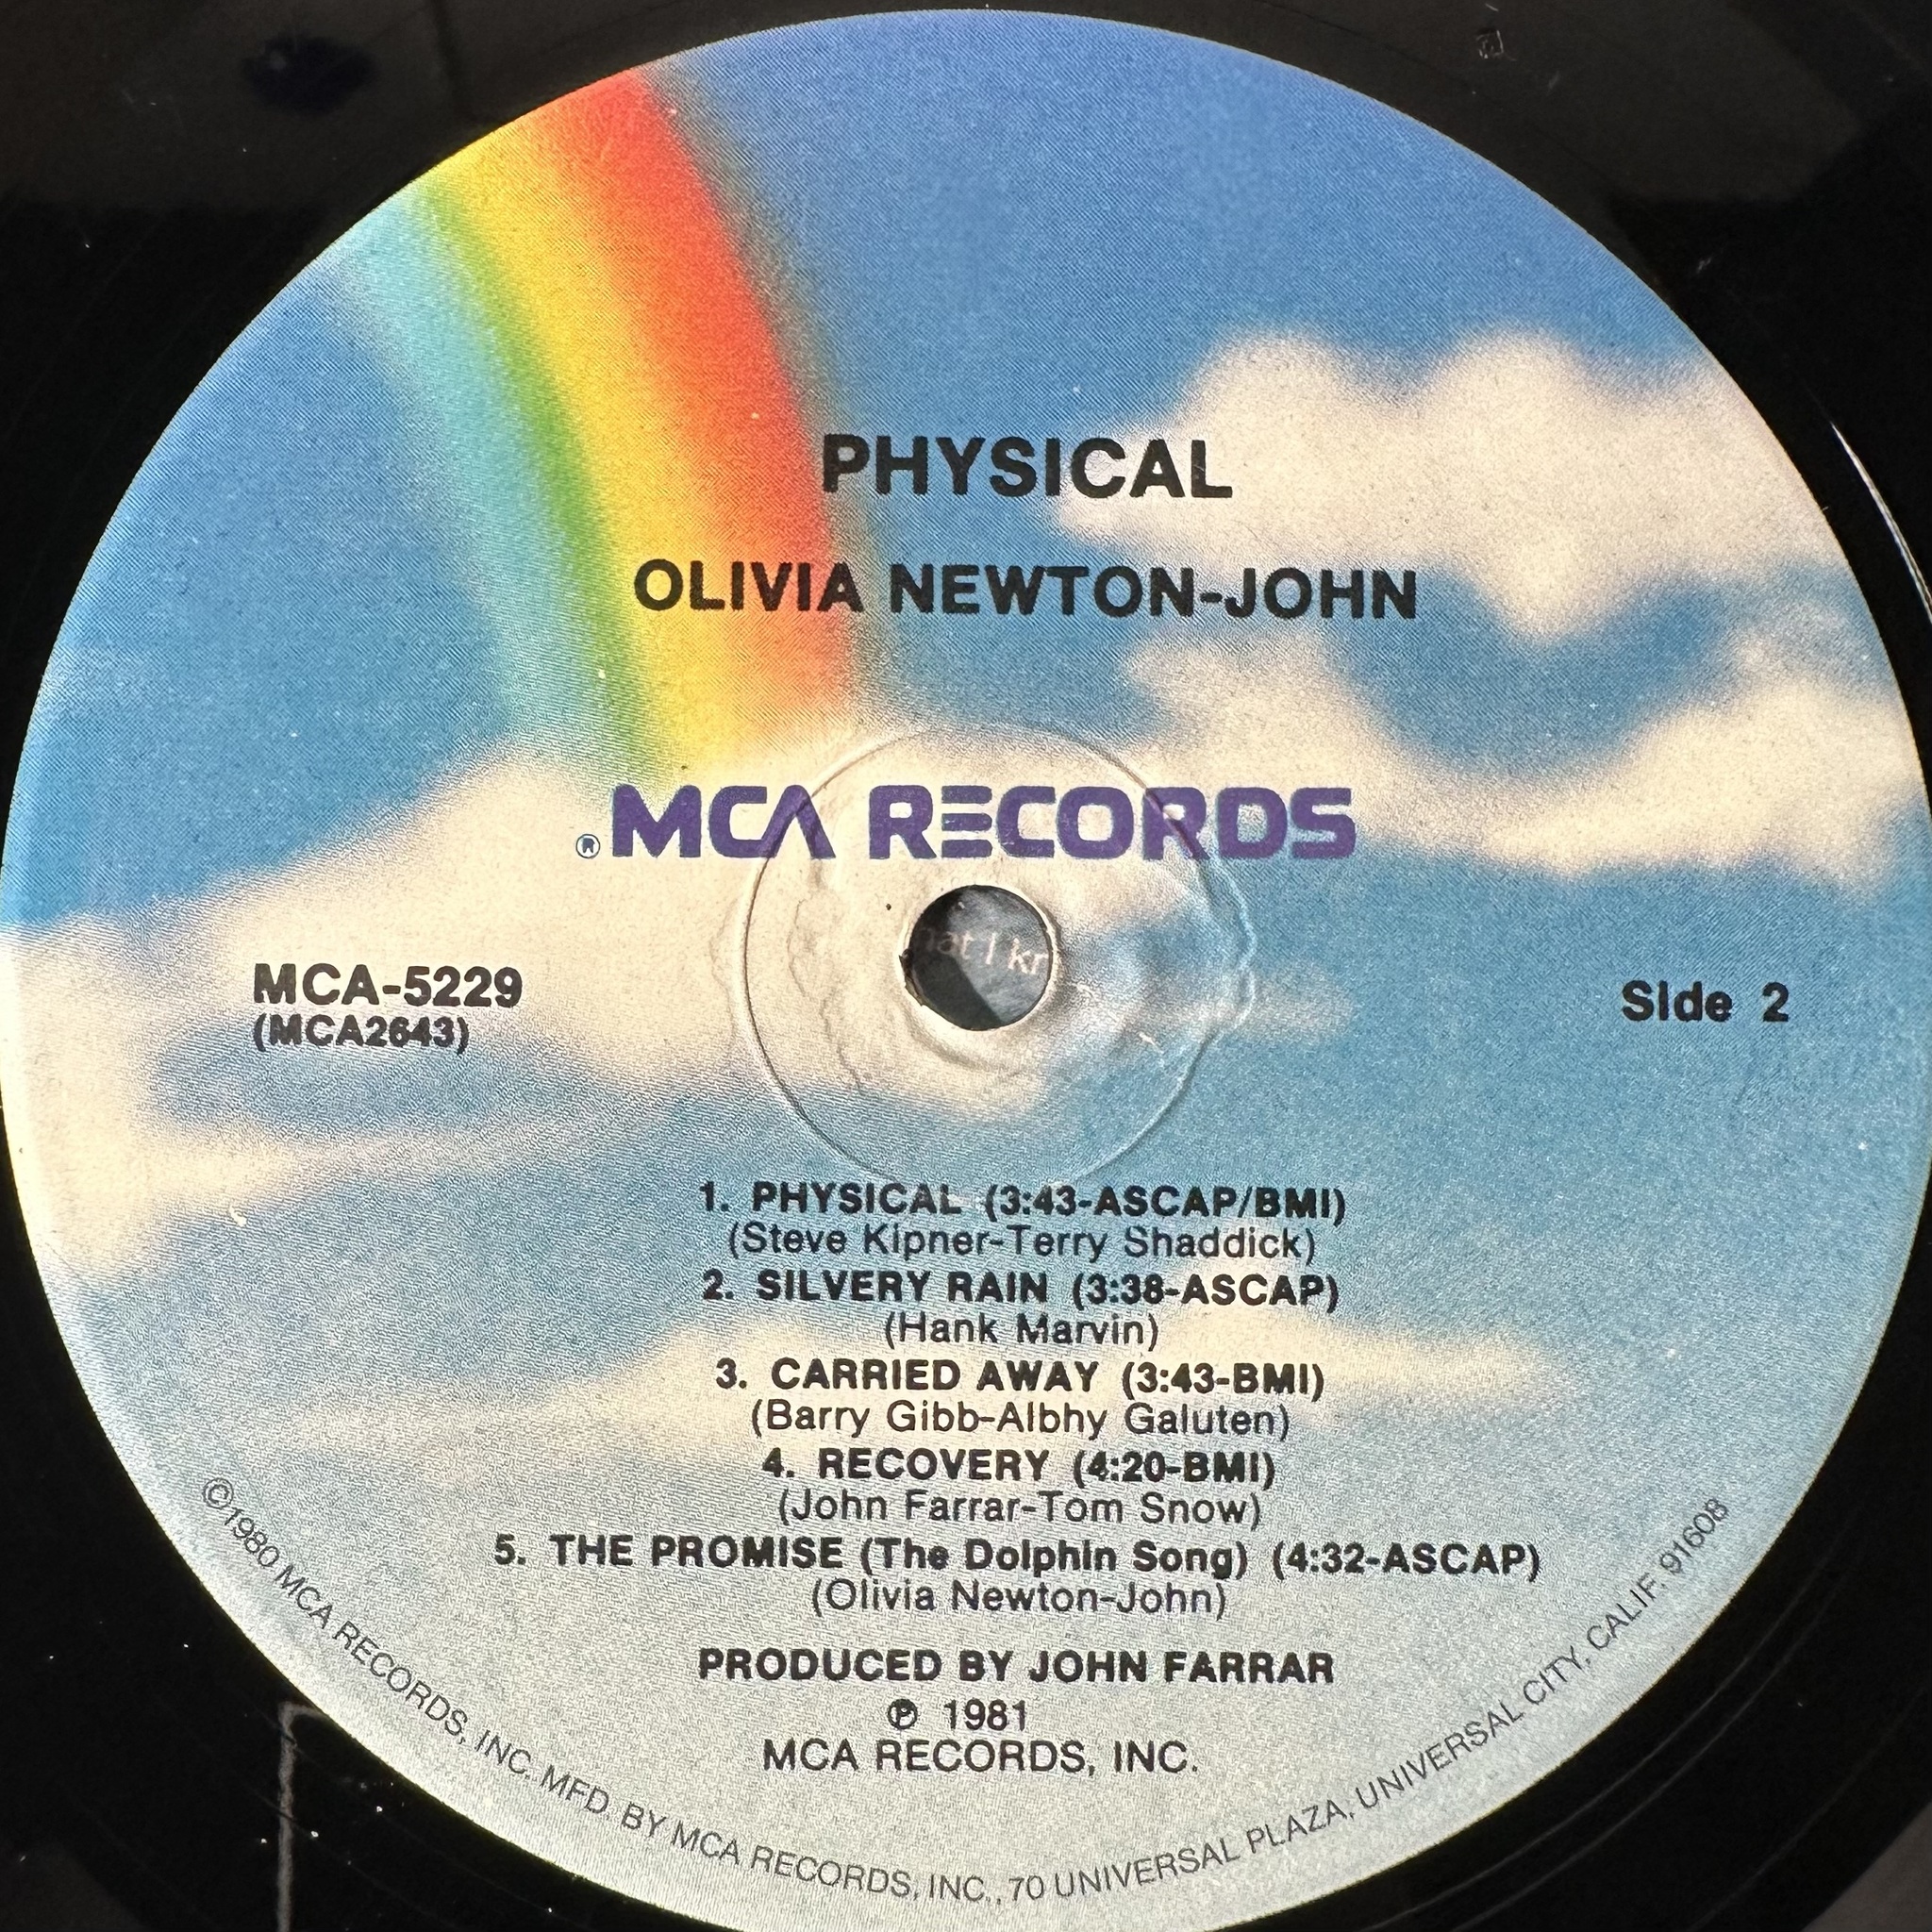 PHYSICAL
OLIVIA NEWTON-JOHN
® MCA RECORDS
hat I kr
MCA-5229
(MCA2643)
Side 2
1. PHYSICAL (3:43-ASCAP/BMI)
(Steve Kipner-Terry Shaddick)
2. SILVERY RAIN (3:38-ASCAP)
(Hank Marvin)
3. CARRIED AWAY (3:43-BMI)
(Barry Gibb-Albhy Galuten)
4. RECOVERY (4:20-BMI)
(John Farrar-Tom Snow)
5. THE PROMISE (The Dolphin Song) (4:32-ASCAP)
(Olivia Newton-John)
PRODUCED BY JOHN FARRAR
℗ 1981
MCA RECORDS, INC.
©1980 MCA RECORDS, INC. MFD. BY MCA RECORDS, INC., 70 UNIVERSAL PLAZA, UNIVERSAL CITY, CALIF. 91608